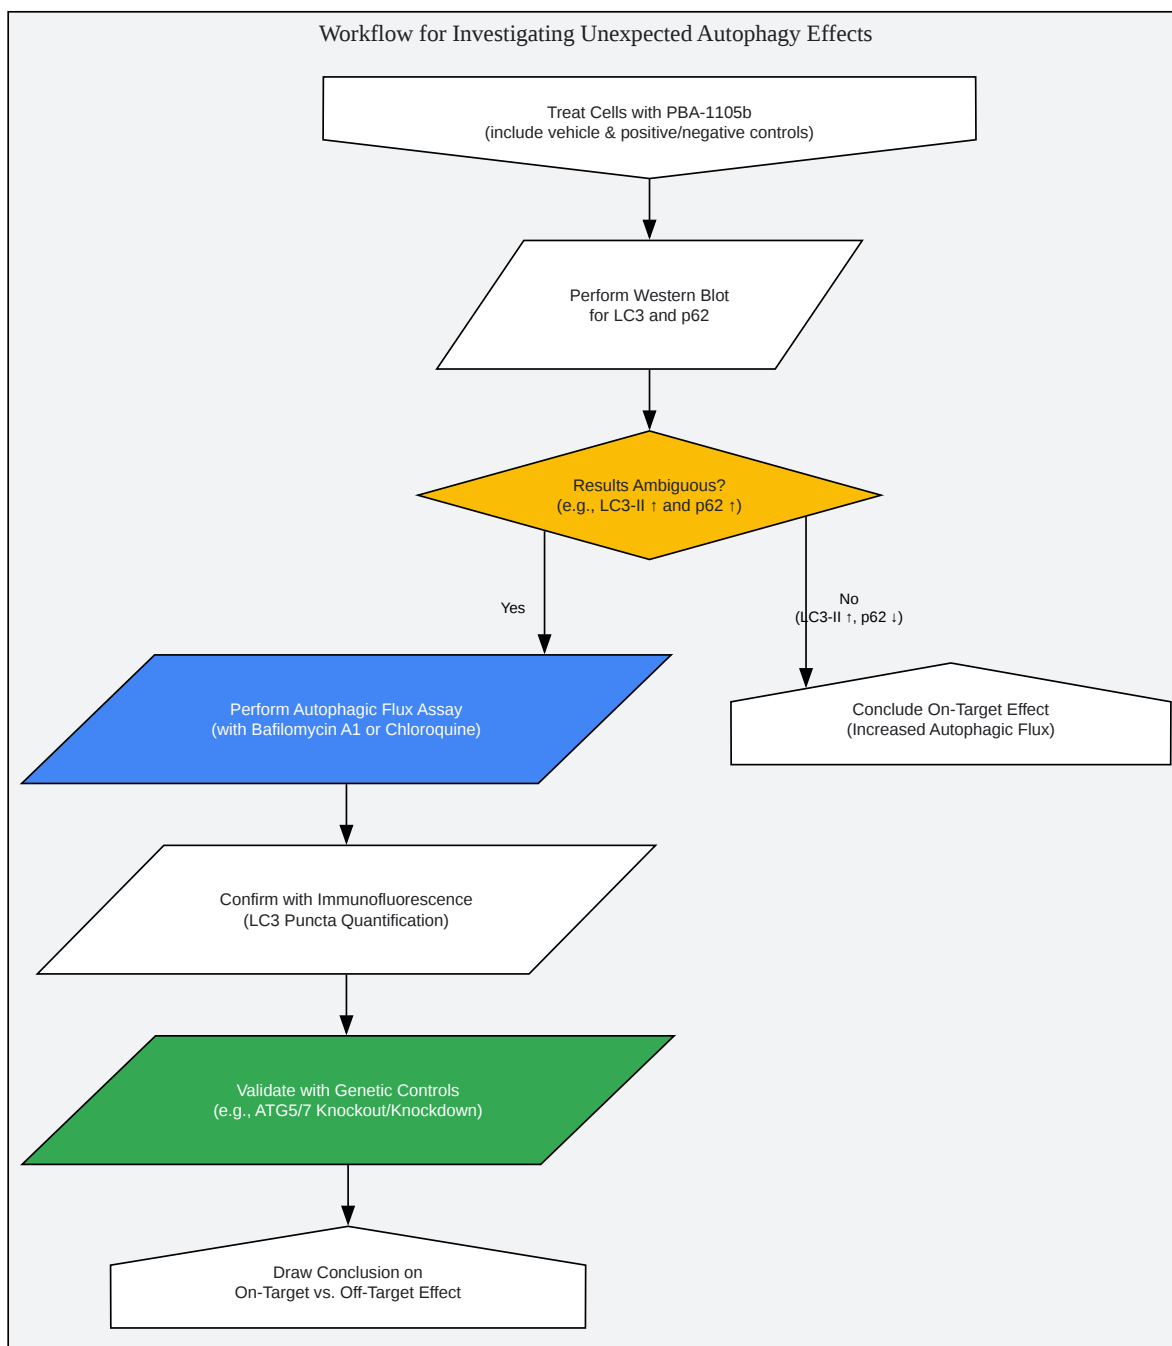 Workflow for Investigating Unexpected Autophagy Effects
Treat Cells with PBA-1105b
(include vehicle & positive/negative controls)
Perform Western Blot
for LC3 and p62
Results Ambiguous?
(e.g., LC3-II ↑ and p62 ↑)
Yes
No
(LC3-II ↑, p62 ↓)
Perform Autophagic Flux Assay
(with Bafilomycin A1 or Chloroquine)
Conclude On-Target Effect
(Increased Autophagic Flux)
Confirm with Immunofluorescence
(LC3 Puncta Quantification)
Validate with Genetic Controls
(e.g., ATG5/7 Knockout/Knockdown)
Draw Conclusion on
On-Target vs. Off-Target Effect